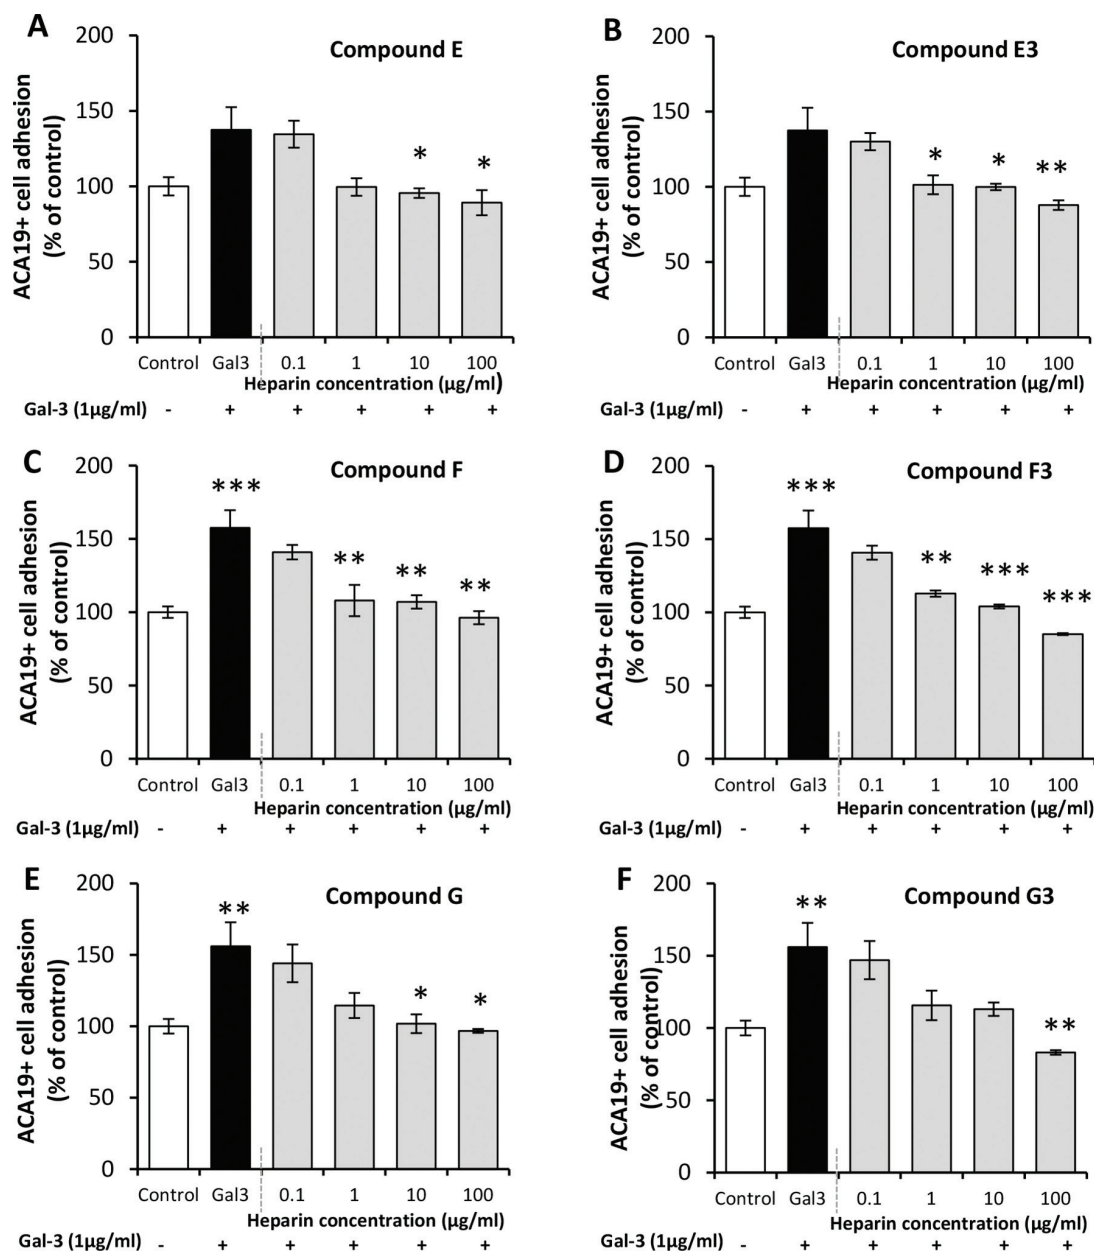 A
Compound E
ACA19+ cell adhesion
(% of control)
200
150
100
50
0
*
*
Control Gal3 0.1 1 10 100
Heparin concentration (μg/ml)
Gal-3 (1μg/ml) - + + + + +
B
Compound E3
ACA19+ cell adhesion
(% of control)
200
150
100
50
0
*
*
**
Control Gal3 0.1 1 10 100
Heparin concentration (μg/ml)
Gal-3 (1μg/ml) - + + + + +
C
Compound F
ACA19+ cell adhesion
(% of control)
200
150
100
50
0
***
**
**
**
Control Gal3 0.1 1 10 100
Heparin concentration (μg/ml)
Gal-3 (1μg/ml) - + + + + +
D
Compound F3
ACA19+ cell adhesion
(% of control)
200
150
100
50
0
***
**
***
***
Control Gal3 0.1 1 10 100
Heparin concentration (μg/ml)
Gal-3 (1μg/ml) - + + + + +
E
Compound G
ACA19+ cell adhesion
(% of control)
200
150
100
50
0
**
*
*
Control Gal3 0.1 1 10 100
Heparin concentration (μg/ml)
Gal-3 (1μg/ml) - + + + + +
F
Compound G3
ACA19+ cell adhesion
(% of control)
200
150
100
50
0
**
**
Control Gal3 0.1 1 10 100
Heparin concentration (μg/ml)
Gal-3 (1μg/ml) - + + + + +